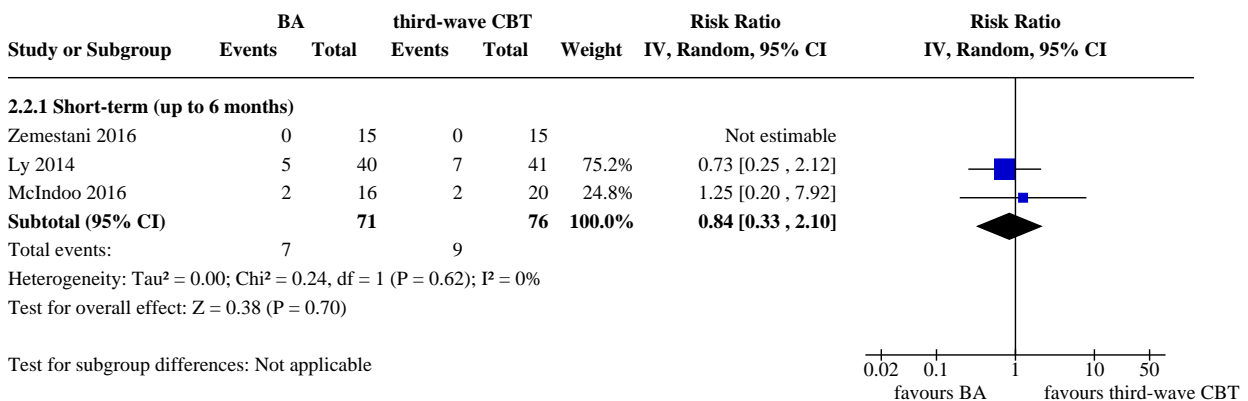 BA third-wave CBT Risk Ratio Risk Ratio
Study or Subgroup Events Total Events Total Weight IV, Random, 95% CI IV, Random, 95% CI
2.2.1 Short-term (up to 6 months)
Zemestani 2016 0 15 0 15 Not estimable
Ly 2014 5 40 7 41 75.2% 0.73 [0.25 , 2.12]
McIndoo 2016 2 16 2 20 24.8% 1.25 [0.20 , 7.92]
Subtotal (95% CI) 71 76 100.0% 0.84 [0.33 , 2.10]
Total events: 7 9
Heterogeneity: Tau² = 0.00; Chi² = 0.24, df = 1 (P = 0.62); I² = 0%
Test for overall effect: Z = 0.38 (P = 0.70)
Test for subgroup differences: Not applicable
0.02 0.1 1 10 50
favours BA favours third-wave CBT